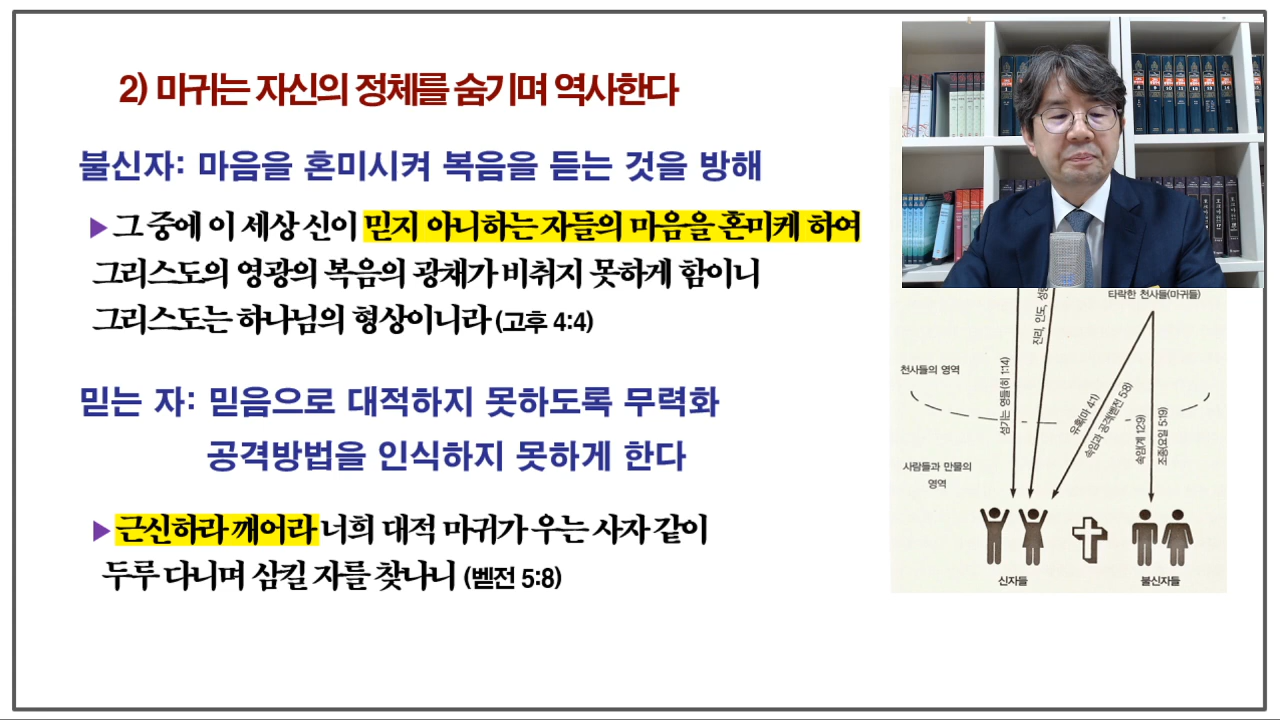 2) 마귀는 자신의 정체를 숨기며 역사한다
불신자: 마음을 혼미시켜 복음을 듣는 것을 방해
▶그 중에 이 세상 신이 믿지 아니하는 자들의 마음을 혼미케 하여
그리스도의 영광의 복음의 광채가 비취지 못하게 함이니
그리스도는 하나님의 형상이니라 (고후 4:4)
믿는 자: 믿음으로 대적하지 못하도록 무력화
공격방법을 인식하지 못하게 한다
▶근신하라 깨어라 너희 대적 마귀가 우는 사자 같이
두루 다니며 삼킬 자를 찾나니 (벧전 5:8)
타락한 천사들(마귀들)
진리, 인도,
천사들의 영역
섬기는 영들(히 1:14)
유혹(마 4:1)
속임과 공격(벧전 5:8)
속임(계 12:9)
조종(요일 5:19)
사람들과 만물의
영역
신자들
불신자들